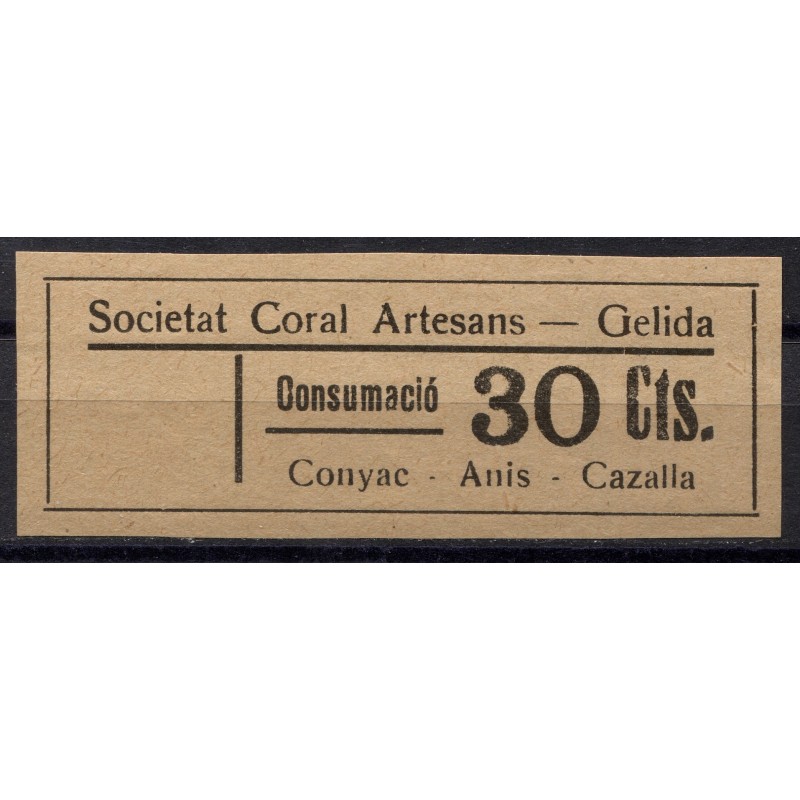 Societat Coral Artesans — Gelida
Consumació 30 Cts.
Conyac - Anis - Cazalla